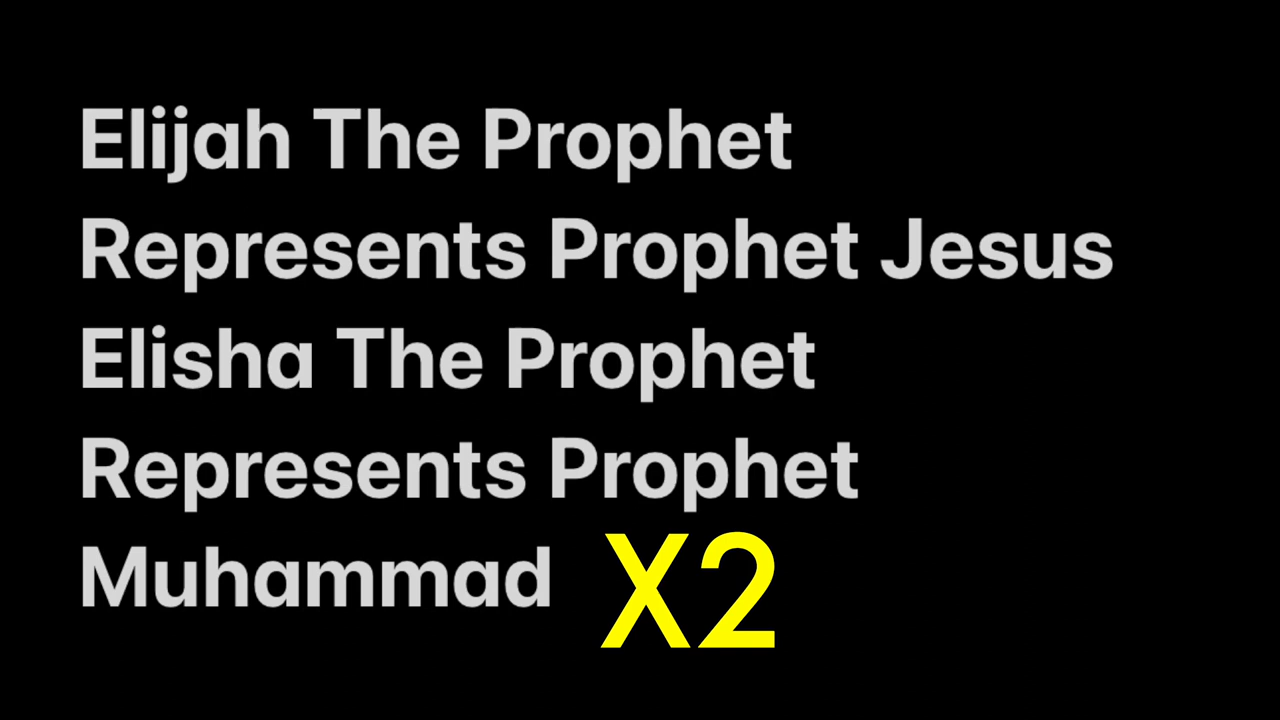 Elijah The Prophet
Represents Prophet Jesus
Elisha The Prophet
Represents Prophet
Muhammad X2